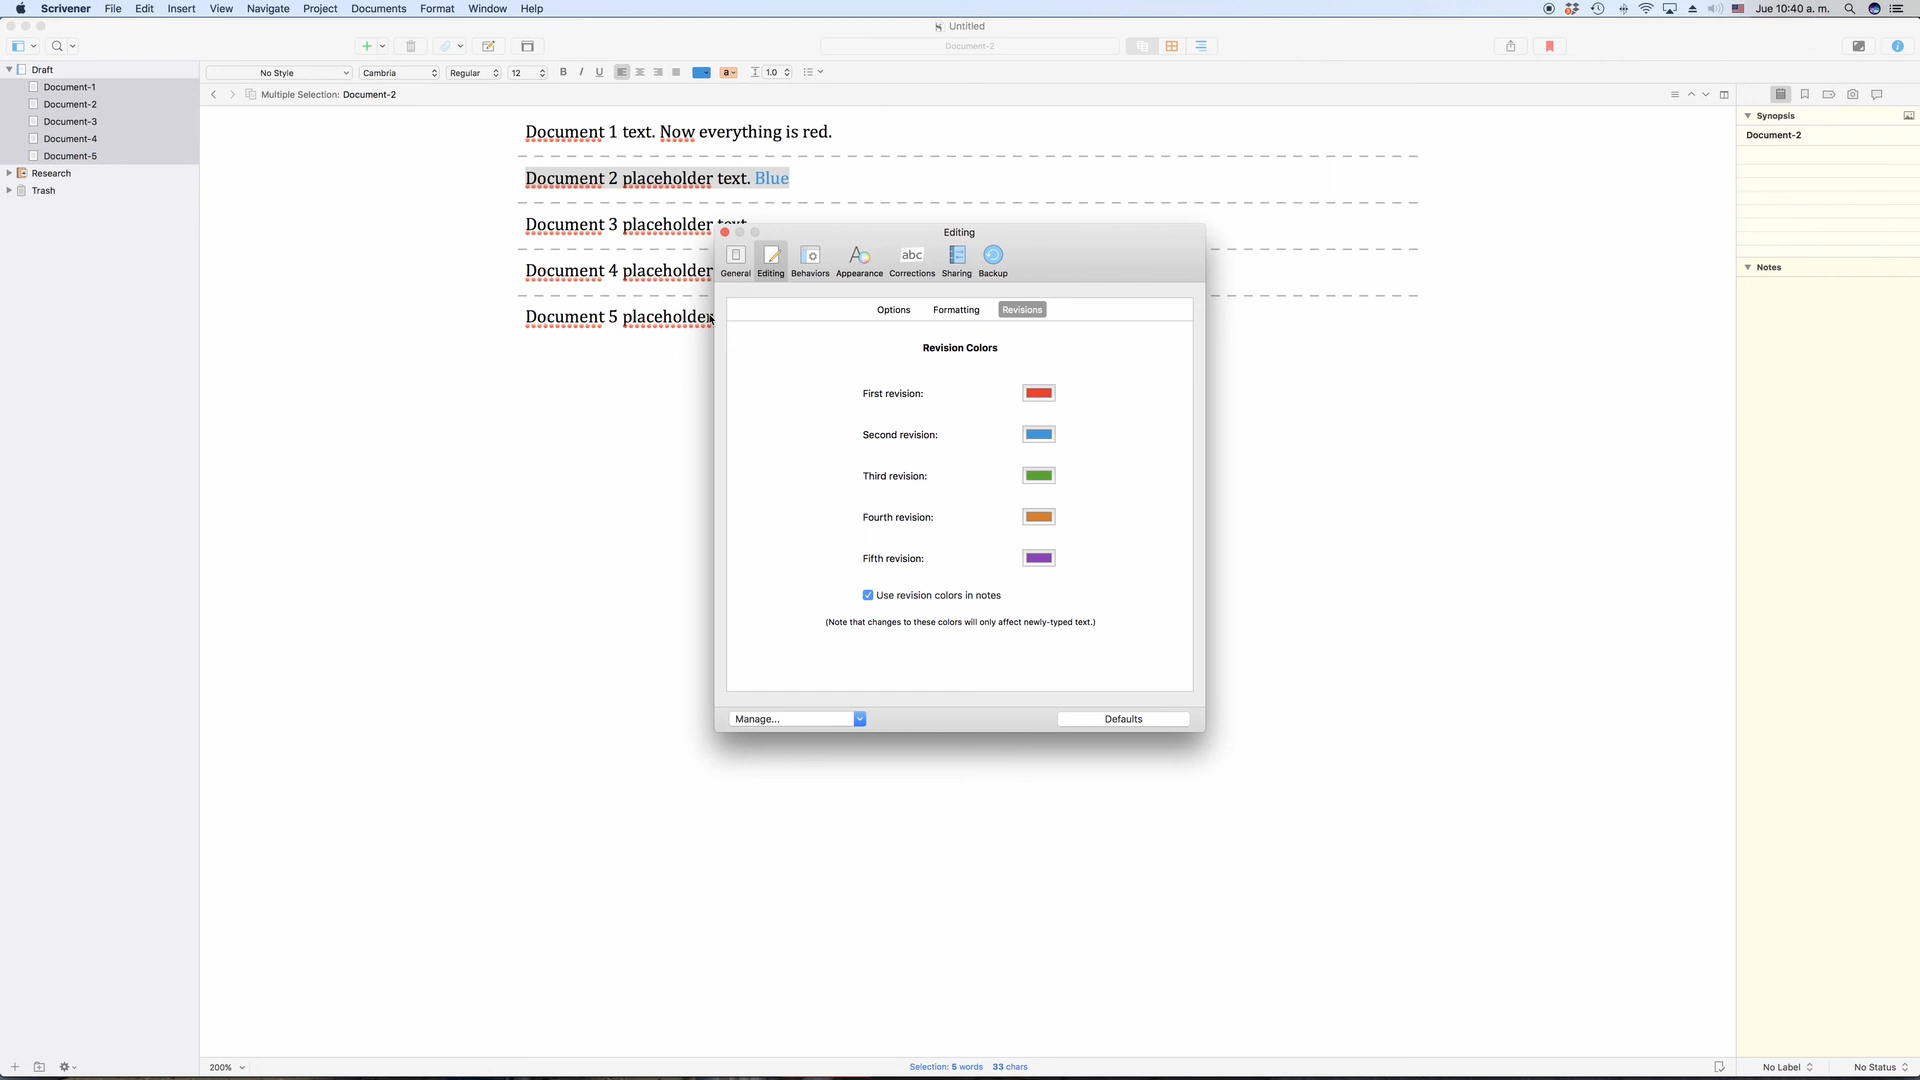 Scrivener File Edit Insert View Navigate Project Documents Format Window Help
Jue 10:40 a. m.
Untitled
Document-2
Draft
Document-1
Document-2
Document-3
Document-4
Document-5
Research
Trash
No Style Cambria Regular 12 B I U a 1.0
Multiple Selection: Document-2
Document 1 text. Now everything is red.
Document 2 placeholder text. Blue
Document 3 placeholder text.
Document 4 placeholder
Document 5 placeholder
Editing
abc
General Editing Behaviors Appearance Corrections Sharing Backup
Options Formatting Revisions
Revision Colors
First revision:
Second revision:
Third revision:
Fourth revision:
Fifth revision:
Use revision colors in notes
(Note that changes to these colors will only affect newly-typed text.)
Manage... Defaults
Synopsis
Document-2
Notes
200%
Selection: 5 words 33 chars
No Label No Status